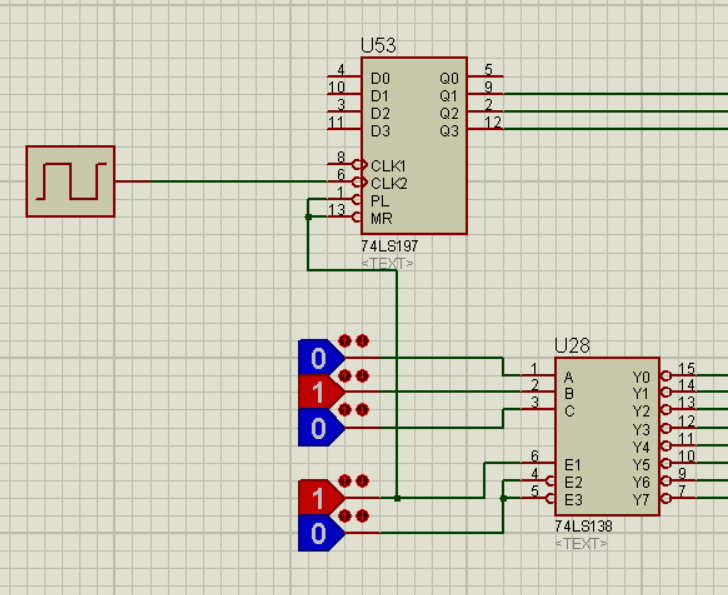 U53
4 D0 Q0 5
10 D1 Q1 9
3 D2 Q2 2
11 D3 Q3 12
8 CLK1
6 CLK2
1 PL
13 MR
74LS197
<TEXT>
0
1
0
1
0
U28
1 A Y0 15
2 B Y1 14
3 C Y2 13
Y3 12
Y4 11
6 E1 Y5 10
4 E2 Y6 9
5 E3 Y7 7
74LS138
<TEXT>